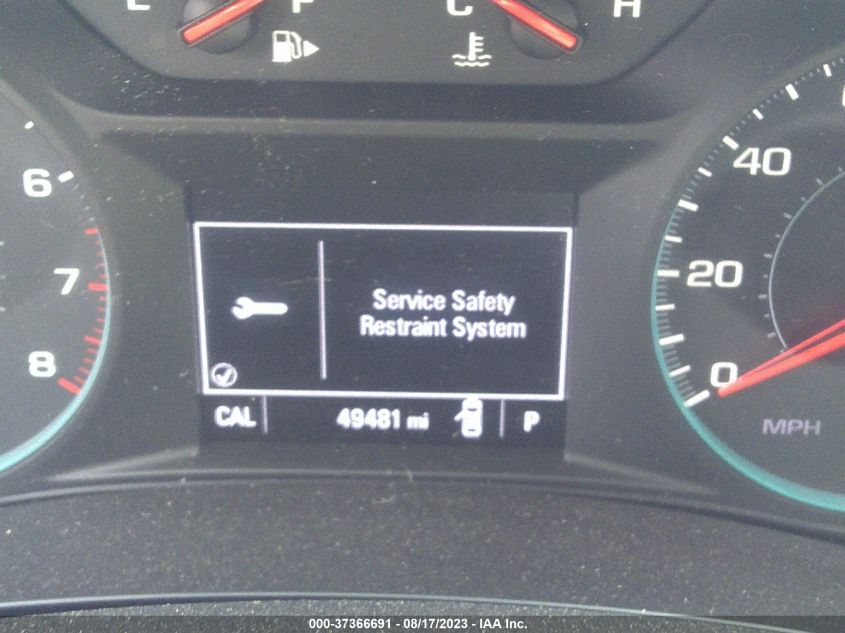 E F C H
6
7
8
40
20
0
MPH
Service Safety
Restraint System
CAL 49481 mi P
000-37366691 - 08/17/2023 - IAA Inc.